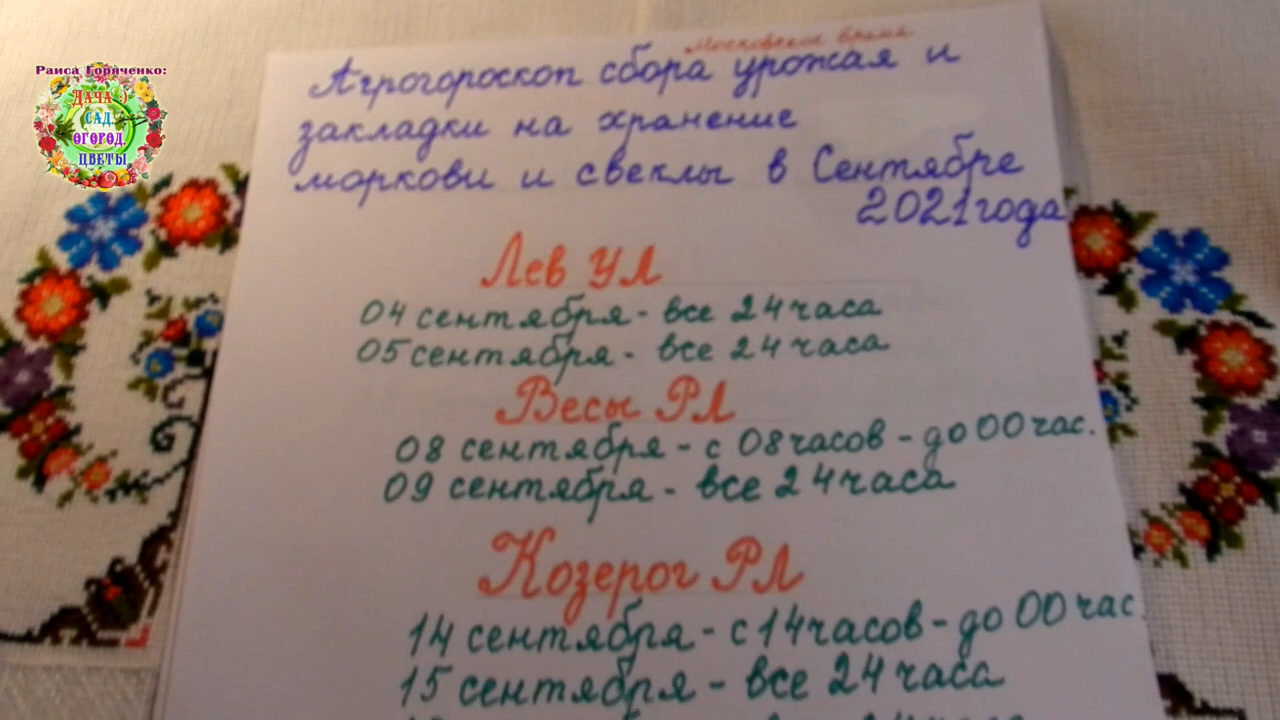 Раиса Горяченко:
ДАЧА
САД
ОГОРОД.
ЦВЕТЫ
Московское время
Агрогороскоп сбора урожая и
закладки на хранение
моркови и свеклы в Сентябре
2021 года
Лев УЛ
04 сентября - все 24 часа
05 сентября - все 24 часа
Весы РЛ
08 сентября - с 08 часов - до 00 час.
09 сентября - все 24 часа
Козерог РЛ
14 сентября - с 14 часов - до 00 час.
15 сентября - все 24 часа